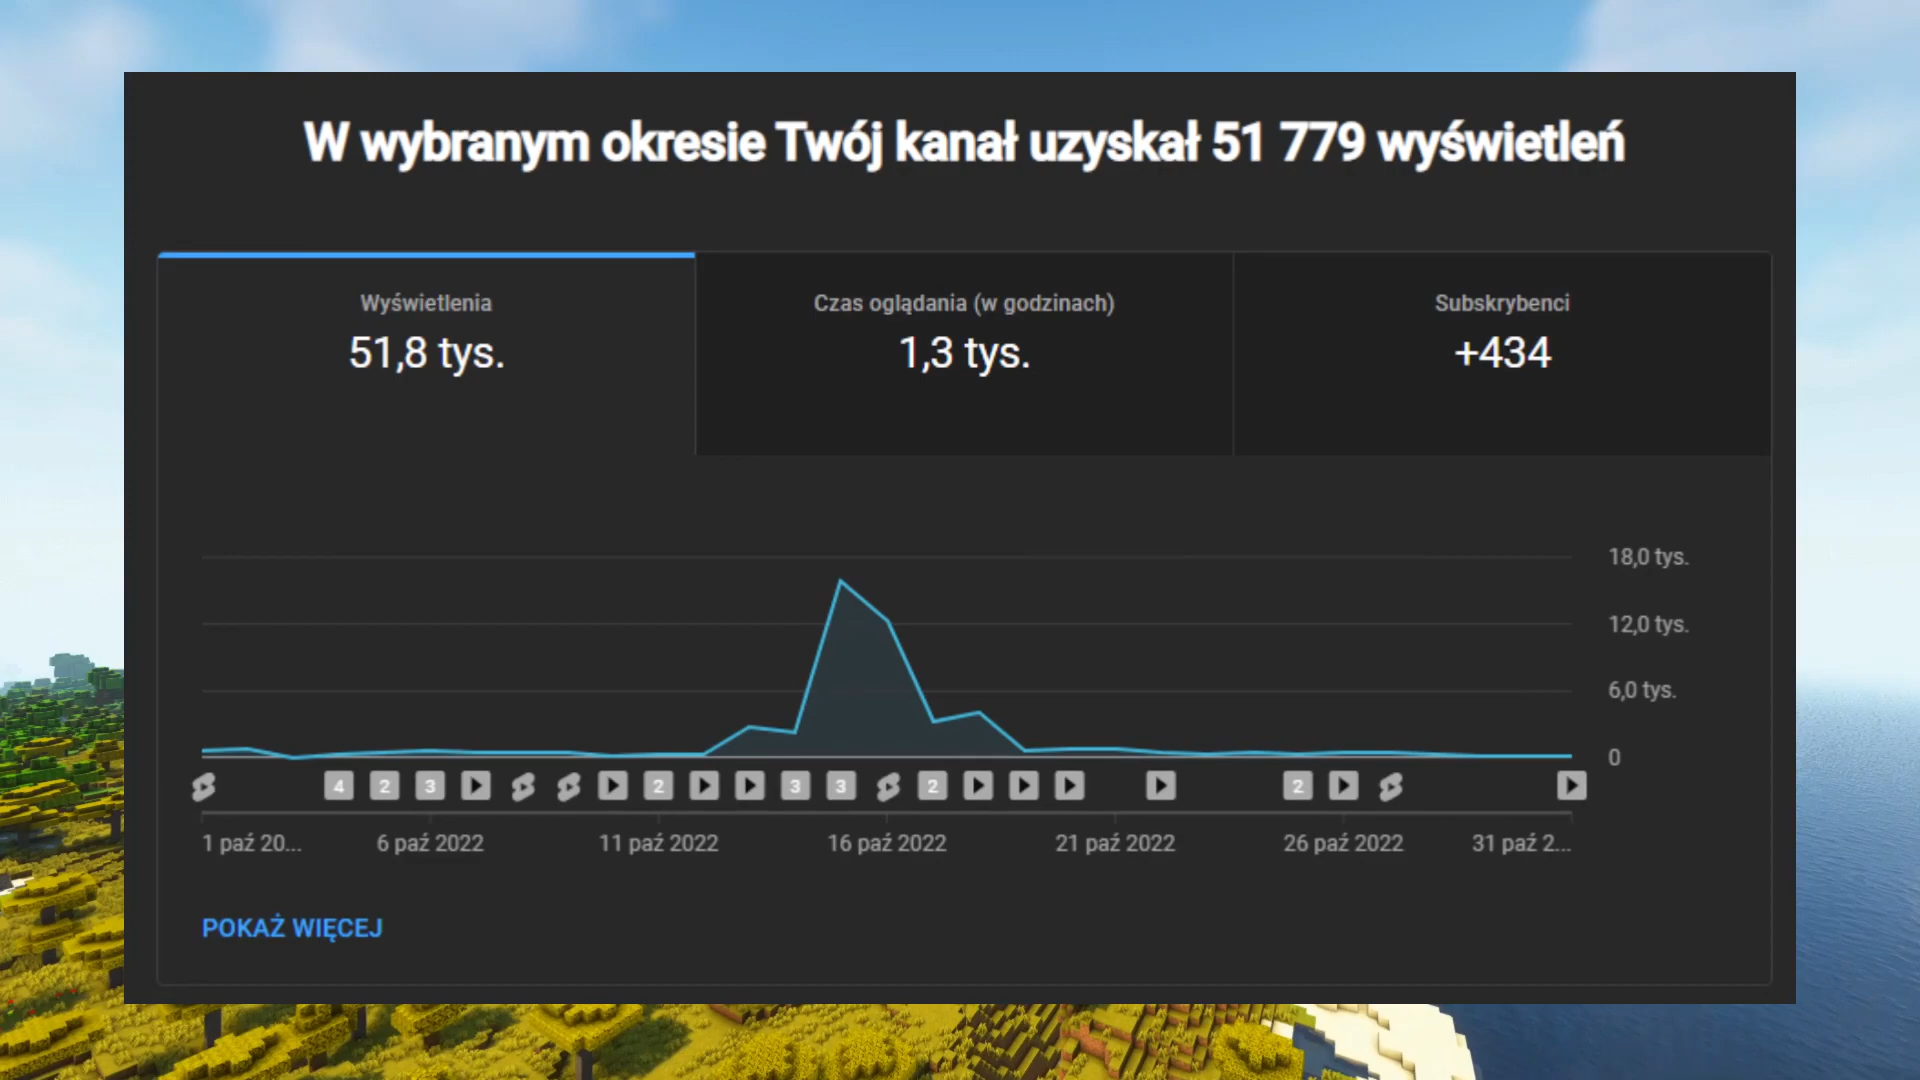 W wybranym okresie Twój kanał uzyskał 51 779 wyświetleń
Wyświetlenia
51,8 tys.
Czas oglądania (w godzinach)
1,3 tys.
Subskrybenci
+434
18,0 tys.
12,0 tys.
6,0 tys.
0
4 2 3 2 3 3 2 2
1 paź 20... 6 paź 2022 11 paź 2022 16 paź 2022 21 paź 2022 26 paź 2022 31 paź 2...
POKAŻ WIĘCEJ